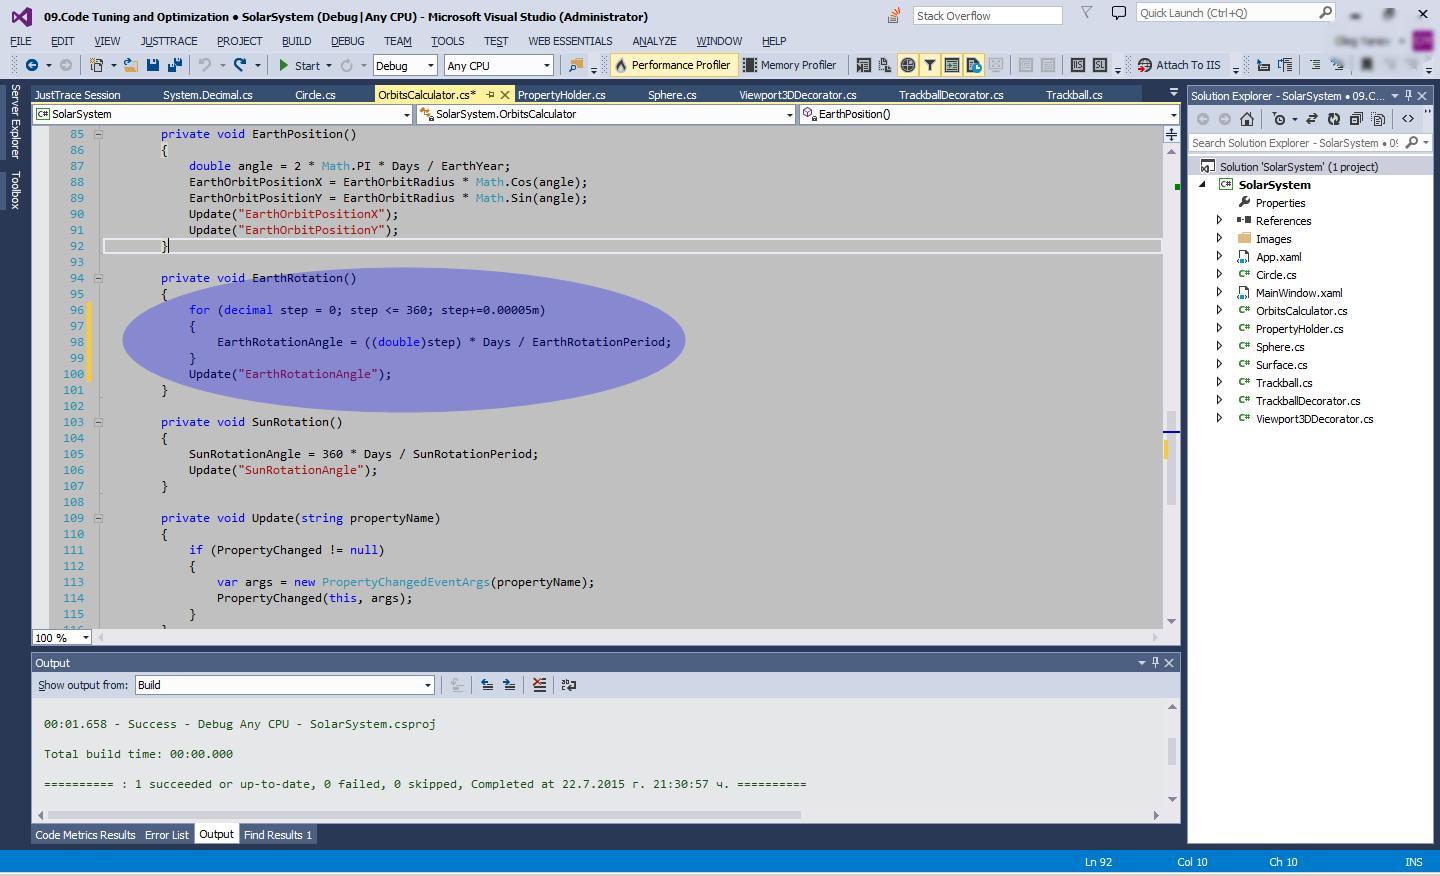 09.Code Tuning and Optimization • SolarSystem (Debug|Any CPU) - Microsoft Visual Studio (Administrator)
Stack Overflow
Quick Launch (Ctrl+Q)
FILE EDIT VIEW JUSTTRACE PROJECT BUILD DEBUG TEAM TOOLS TEST WEB ESSENTIALS ANALYZE WINDOW HELP
Start Debug Any CPU Performance Profiler Memory Profiler Attach To IIS
Server Explorer
Toolbox
JustTrace Session System.Decimal.cs Circle.cs OrbitsCalculator.cs* PropertyHolder.cs Sphere.cs Viewport3DDecorator.cs TrackballDecorator.cs Trackball.cs
SolarSystem SolarSystem.OrbitsCalculator EarthPosition()
85 private void EarthPosition()
86 {
87 double angle = 2 * Math.PI * Days / EarthYear;
88 EarthOrbitPositionX = EarthOrbitRadius * Math.Cos(angle);
89 EarthOrbitPositionY = EarthOrbitRadius * Math.Sin(angle);
90 Update("EarthOrbitPositionX");
91 Update("EarthOrbitPositionY");
92 }
93
94 private void EarthRotation()
95 {
96 for (decimal step = 0; step <= 360; step+=0.00005m)
97 {
98 EarthRotationAngle = ((double)step) * Days / EarthRotationPeriod;
99 }
100 Update("EarthRotationAngle");
101 }
102
103 private void SunRotation()
104 {
105 SunRotationAngle = 360 * Days / SunRotationPeriod;
106 Update("SunRotationAngle");
107 }
108
109 private void Update(string propertyName)
110 {
111 if (PropertyChanged != null)
112 {
113 var args = new PropertyChangedEventArgs(propertyName);
114 PropertyChanged(this, args);
115 }
100 %
Output
Show output from: Build
00:01.658 - Success - Debug Any CPU - SolarSystem.csproj
Total build time: 00:00.000
========== : 1 succeeded or up-to-date, 0 failed, 0 skipped, Completed at 22.7.2015 г. 21:30:57 ч. ==========
Code Metrics Results Error List Output Find Results 1
Solution Explorer - SolarSystem • 09.C...
Search Solution Explorer - SolarSystem • 09
Solution 'SolarSystem' (1 project)
SolarSystem
Properties
References
Images
App.xaml
Circle.cs
MainWindow.xaml
OrbitsCalculator.cs
PropertyHolder.cs
Sphere.cs
Surface.cs
Trackball.cs
TrackballDecorator.cs
Viewport3DDecorator.cs
Ln 92 Col 10 Ch 10 INS